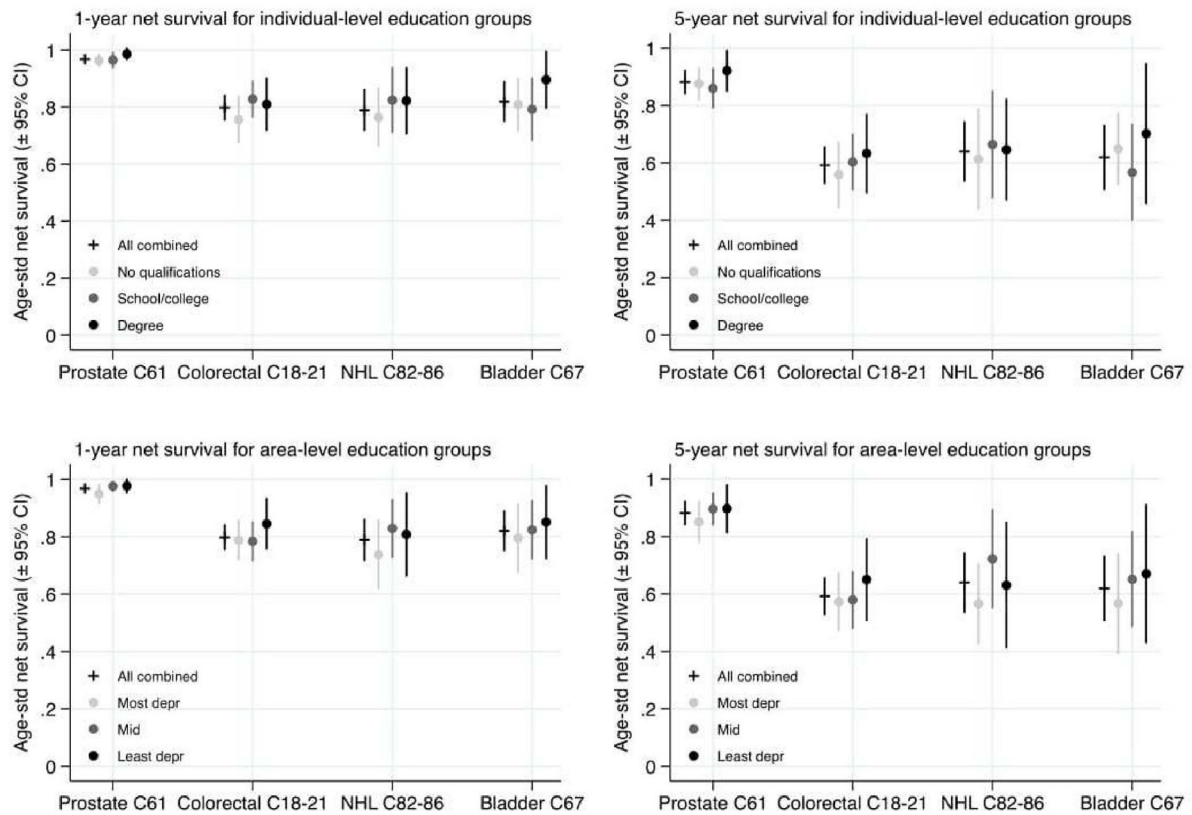 1-year net survival for individual-level education groups
Age-std net survival (± 95% CI)
1
.8
.6
.4
.2
0
All combined
No qualifications
School/college
Degree
Prostate C61 Colorectal C18-21 NHL C82-86 Bladder C67
5-year net survival for individual-level education groups
Age-std net survival (± 95% CI)
1
.8
.6
.4
.2
0
All combined
No qualifications
School/college
Degree
Prostate C61 Colorectal C18-21 NHL C82-86 Bladder C67
1-year net survival for area-level education groups
Age-std net survival (± 95% CI)
1
.8
.6
.4
.2
0
All combined
Most depr
Mid
Least depr
Prostate C61 Colorectal C18-21 NHL C82-86 Bladder C67
5-year net survival for area-level education groups
Age-std net survival (± 95% CI)
1
.8
.6
.4
.2
0
All combined
Most depr
Mid
Least depr
Prostate C61 Colorectal C18-21 NHL C82-86 Bladder C67